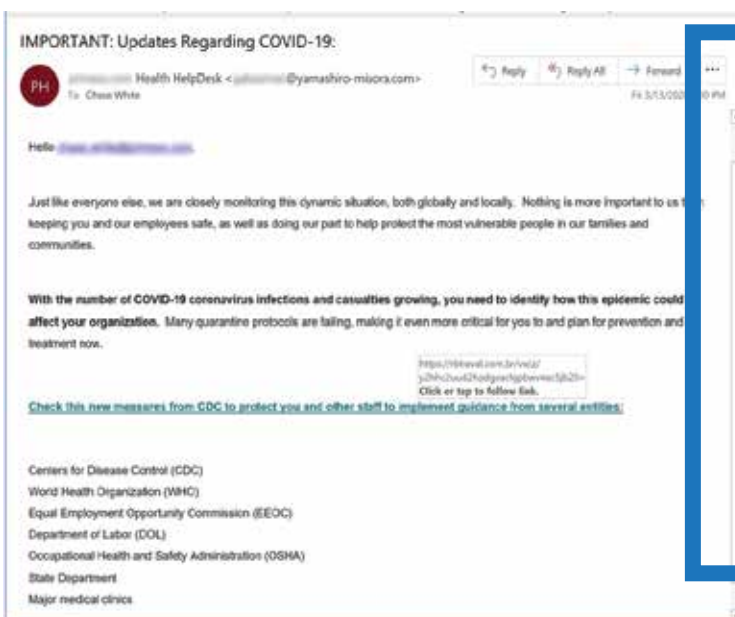 IMPORTANT: Updates Regarding COVID-19:
Reply
Reply All
Forward
PH
Health HelpDesk < @yamashiro-misora.com>
To Chase White
Hello
Just like everyone else, we are closely monitoring this dynamic situation, both globally and locally. Nothing is more important to us
keeping you and our employees safe, as well as doing our part to help protect the most vulnerable people in our families and
communities.
With the number of COVID-19 coronavirus infections and casualties growing, you need to identify how this epidemic could
affect your organization. Many quarantine protocols are failing, making it even more critical for you to and plan for prevention and
treatment now.
Click or tap to follow link.
Check this new measures from CDC to protect you and other staff to implement guidance from several entities:
Centers for Disease Control (CDC)
World Health Organization (WHO)
Equal Employment Opportunity Commission (EEOC)
Department of Labor (DOL)
Occupational Health and Safety Administration (OSHA)
State Department
Major medical clinics